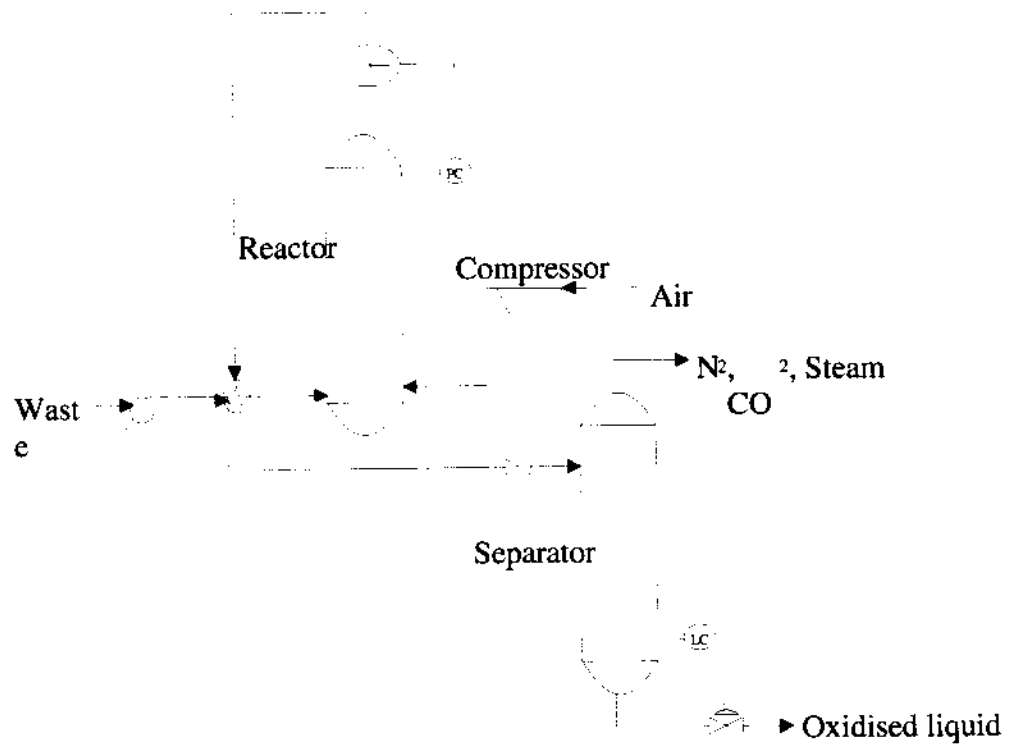 PC
Reactor
Compressor
Air
N2, 2, Steam
CO
Wast
e
Separator
LC
Oxidised liquid